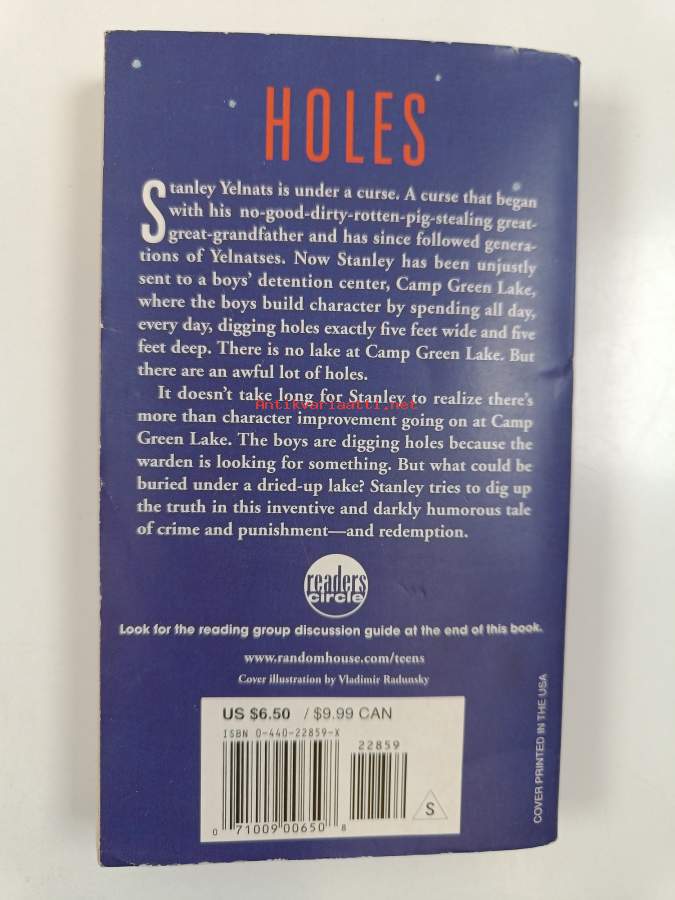 HOLES
Stanley Yelnats is under a curse. A curse that began
with his no-good-dirty-rotten-pig-stealing great-
great-grandfather and has since followed genera-
tions of Yelnatses. Now Stanley has been unjustly
sent to a boys' detention center, Camp Green Lake,
where the boys build character by spending all day,
every day, digging holes exactly five feet wide and five
feet deep. There is no lake at Camp Green Lake. But
there are an awful lot of holes.
It doesn't take long for Stanley to realize there's
Antikvariaatti.net
more than character improvement going on at Camp
Green Lake. The boys are digging holes because the
warden is looking for something. But what could be
buried under a dried-up lake? Stanley tries to dig up
the truth in this inventive and darkly humorous tale
of crime and punishment—and redemption.
readers
circle
Look for the reading group discussion guide at the end of this book.
www.randomhouse.com/teens
Cover illustration by Vladimir Radunsky
US $6.50 / $9.99 CAN
ISBN 0-440-22859-X
22859
0 71009 00650 8
S
COVER PRINTED IN THE USA